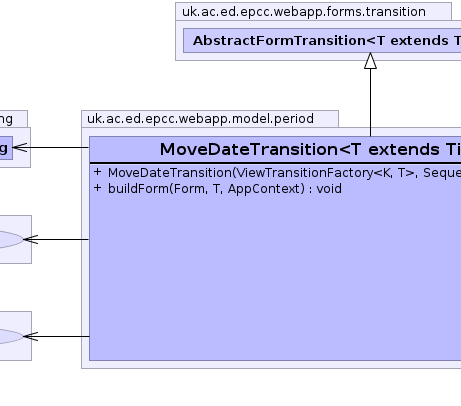 uk.ac.ed.epcc.webapp.forms.transition
AbstractFormTransition<T extends T
ng
uk.ac.ed.epcc.webapp.model.period
g
MoveDateTransition<T extends Ti
+ MoveDateTransition(ViewTransitionFactory<K, T>, Seque
+ buildForm(Form, T, AppContext) : void